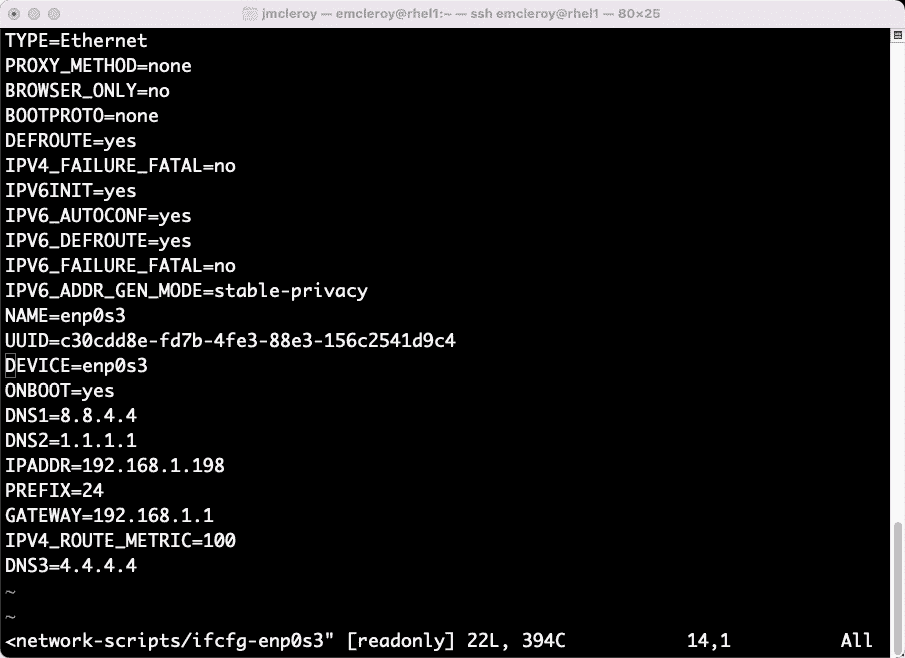 jmcleroy — emcleroy@rhel1:~ — ssh emcleroy@rhel1 — 80×25
TYPE=Ethernet
PROXY_METHOD=none
BROWSER_ONLY=no
BOOTPROTO=none
DEFROUTE=yes
IPV4_FAILURE_FATAL=no
IPV6INIT=yes
IPV6_AUTOCONF=yes
IPV6_DEFROUTE=yes
IPV6_FAILURE_FATAL=no
IPV6_ADDR_GEN_MODE=stable-privacy
NAME=enp0s3
UUID=c30cdd8e-fd7b-4fe3-88e3-156c2541d9c4
DEVICE=enp0s3
ONBOOT=yes
DNS1=8.8.4.4
DNS2=1.1.1.1
IPADDR=192.168.1.198
PREFIX=24
GATEWAY=192.168.1.1
IPV4_ROUTE_METRIC=100
DNS3=4.4.4.4
~
~
<network-scripts/ifcfg-enp0s3" [readonly] 22L, 394C 14,1 All